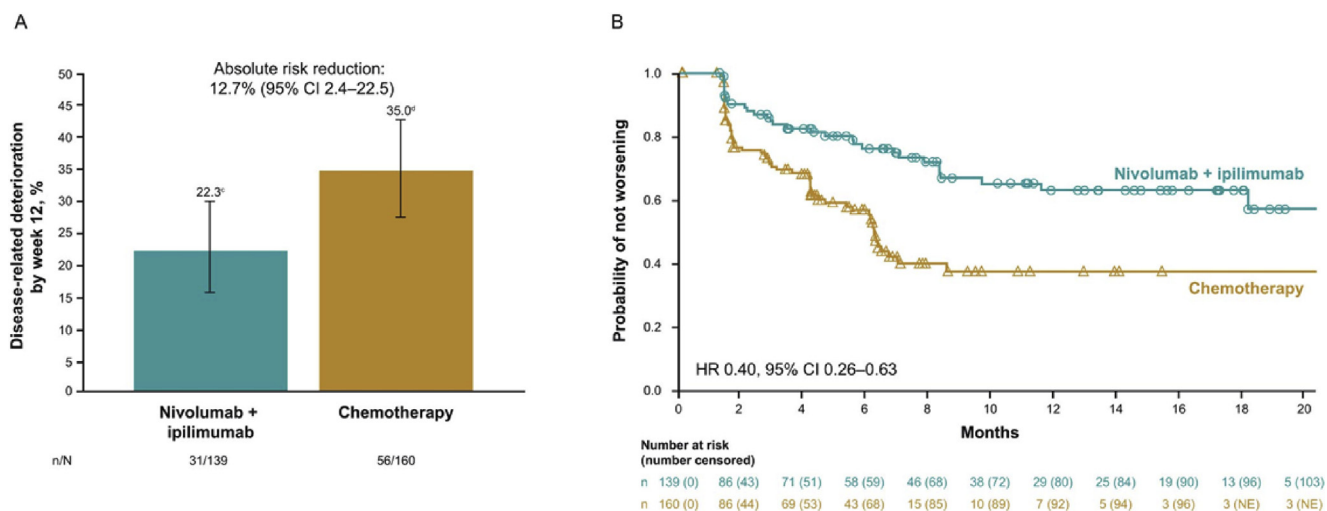 A
Absolute risk reduction:
12.7% (95% CI 2.4–22.5)
Disease-related deterioration
by week 12, %
50
45
40
35
30
25
20
15
10
5
0
22.3c
35.0d
Nivolumab +
ipilimumab
Chemotherapy
n/N 31/139 56/160
B
Probability of not worsening
1.0
0.8
0.6
0.4
0.2
0.0
Nivolumab + ipilimumab
Chemotherapy
HR 0.40, 95% CI 0.26–0.63
0 2 4 6 8 10 12 14 16 18 20
Months
Number at risk
(number censored)
n 139 (0) 86 (43) 71 (51) 58 (59) 46 (68) 38 (72) 29 (80) 25 (84) 19 (90) 13 (96) 5 (103)
n 160 (0) 86 (44) 69 (53) 43 (68) 15 (85) 10 (89) 7 (92) 5 (94) 3 (96) 3 (NE) 3 (NE)